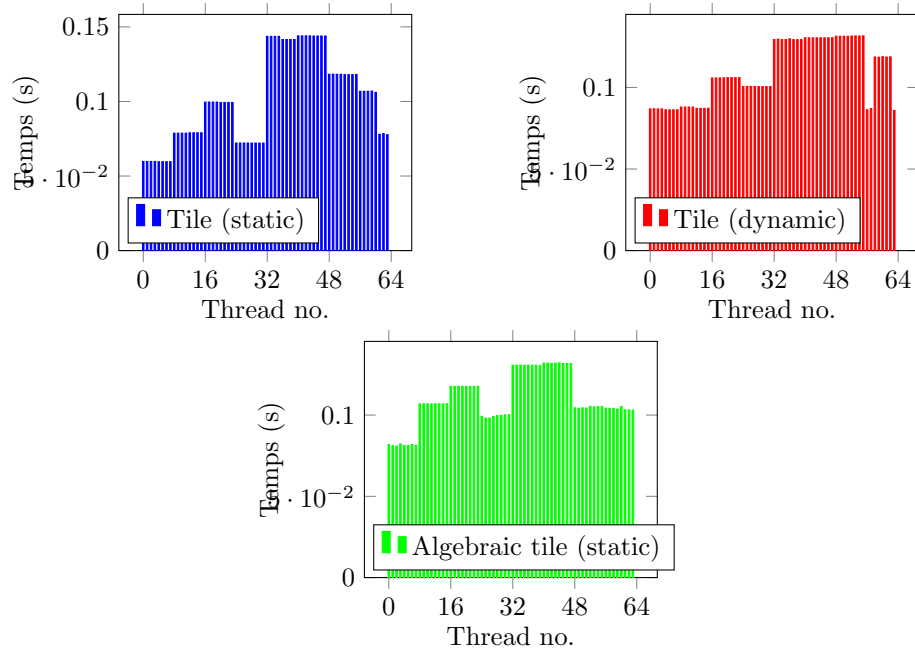 0.15
0.1
5 · 10⁻²
0
Temps (s)
Tile (static)
0 16 32 48 64
Thread no.
0.1
5 · 10⁻²
0
Temps (s)
Tile (dynamic)
0 16 32 48 64
Thread no.
0.1
5 · 10⁻²
0
Temps (s)
Algebraic tile (static)
0 16 32 48 64
Thread no.